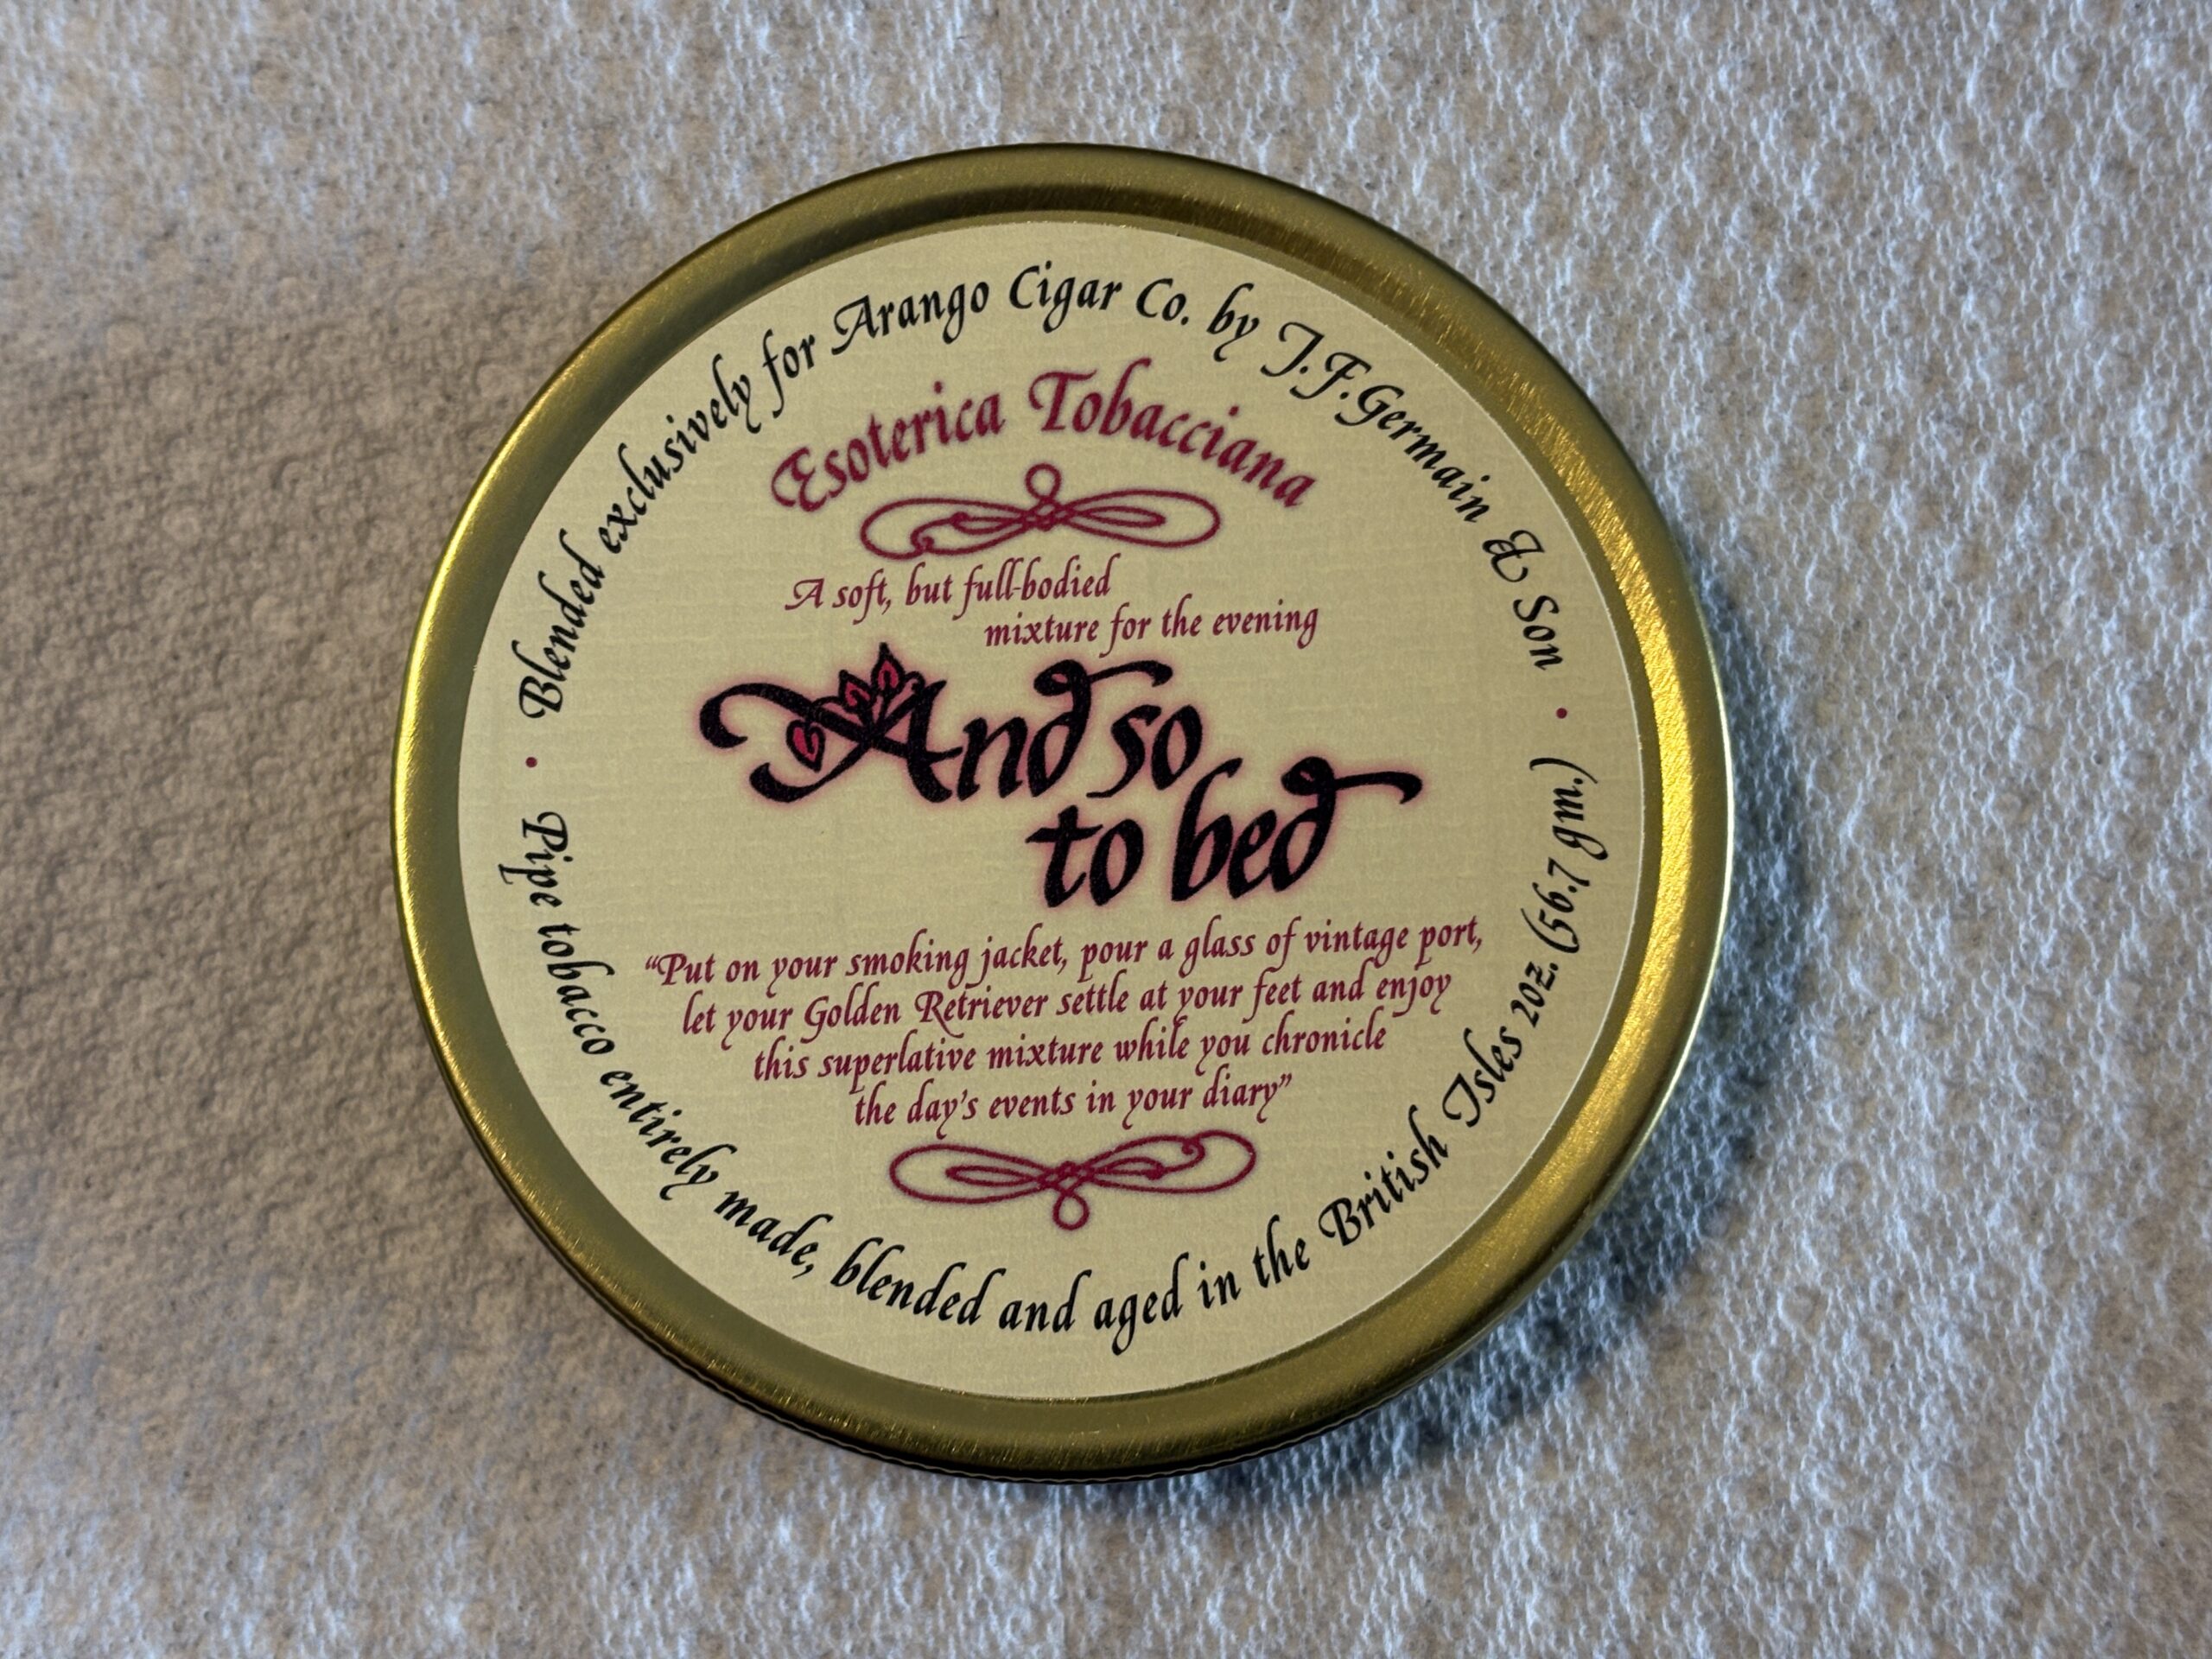 • Blended exclusively for Arango Cigar Co. by J.F.Germain & Son •
Esoterica Tobacciana
A soft, but full-bodied
mixture for the evening
And so
to bed
“Put on your smoking jacket, pour a glass of vintage port,
let your Golden Retriever settle at your feet and enjoy
this superlative mixture while you chronicle
the day's events in your diary”
Pipe tobacco entirely made, blended and aged in the British Isles 2oz. (56.7 gm.)